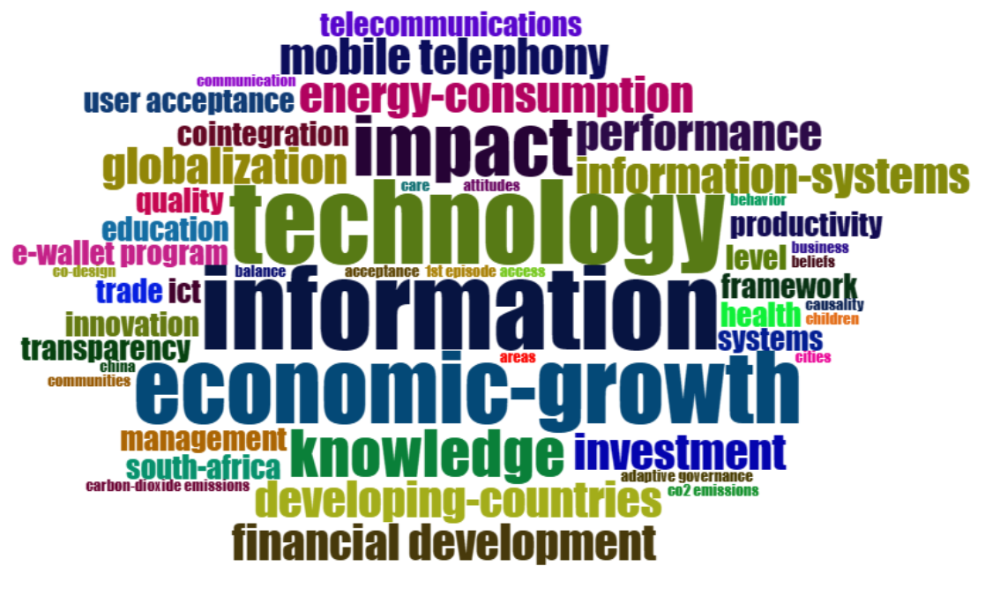 telecommunications
mobile telephony
communication
user acceptance energy-consumption
cointegration impact performance
globalization information-systems
care attitudes
quality technology behavior
education productivity
e-wallet program level business
beliefs
co-design balance acceptance 1st episode access
trade ict information framework
causality
innovation health children
transparency systems
china areas cities
communities economic-growth
management knowledge investment
south-africa
adaptive governance
carbon-dioxide emissions developing-countries co2 emissions
financial development